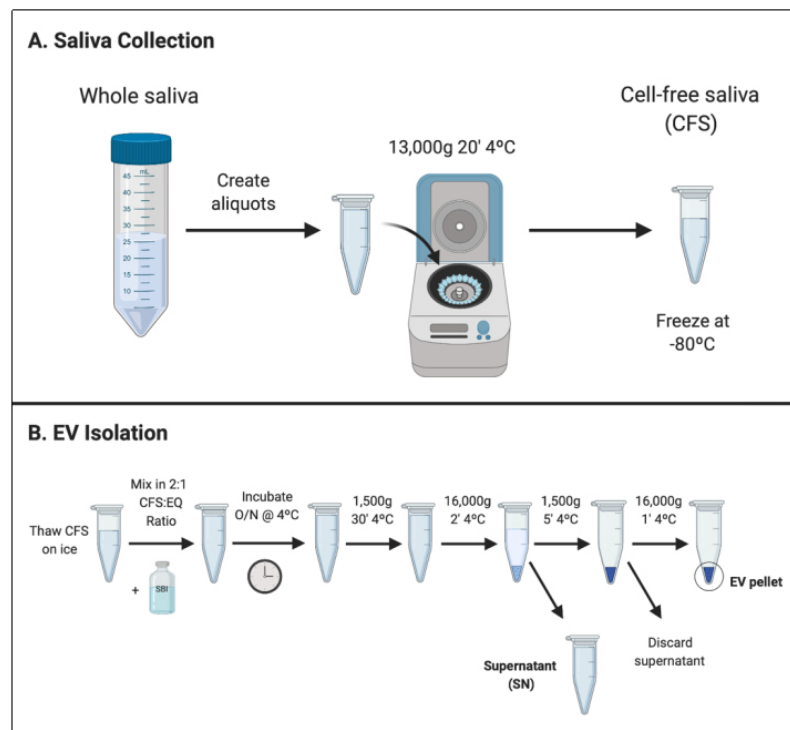 A. Saliva Collection
Whole saliva
mL
45
40
35
30
25
20
15
10
Create
aliquots
13,000g 20' 4ºC
Cell-free saliva
(CFS)
Freeze at
-80ºC
B. EV Isolation
Thaw CFS
on ice
Mix in 2:1
CFS:EQ
Ratio
+
SBI
Incubate
O/N @ 4ºC
1,500g
30' 4ºC
16,000g
2' 4ºC
1,500g
5' 4ºC
16,000g
1' 4ºC
EV pellet
Supernatant
(SN)
Discard
supernatant